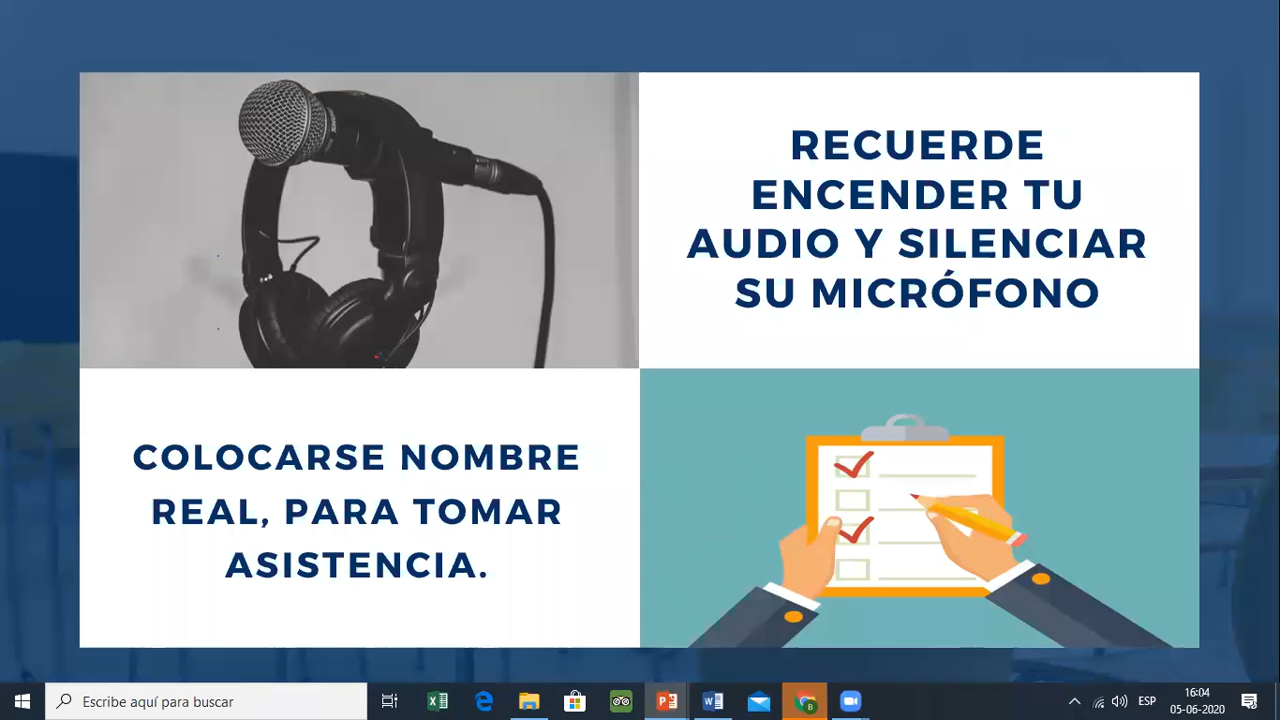 RECUERDE
ENCENDER TU
AUDIO Y SILENCIAR
SU MICRÓFONO
COLOCARSE NOMBRE
REAL, PARA TOMAR
ASISTENCIA.
Escribe aquí para buscar
ESP
16:04
05-06-2020